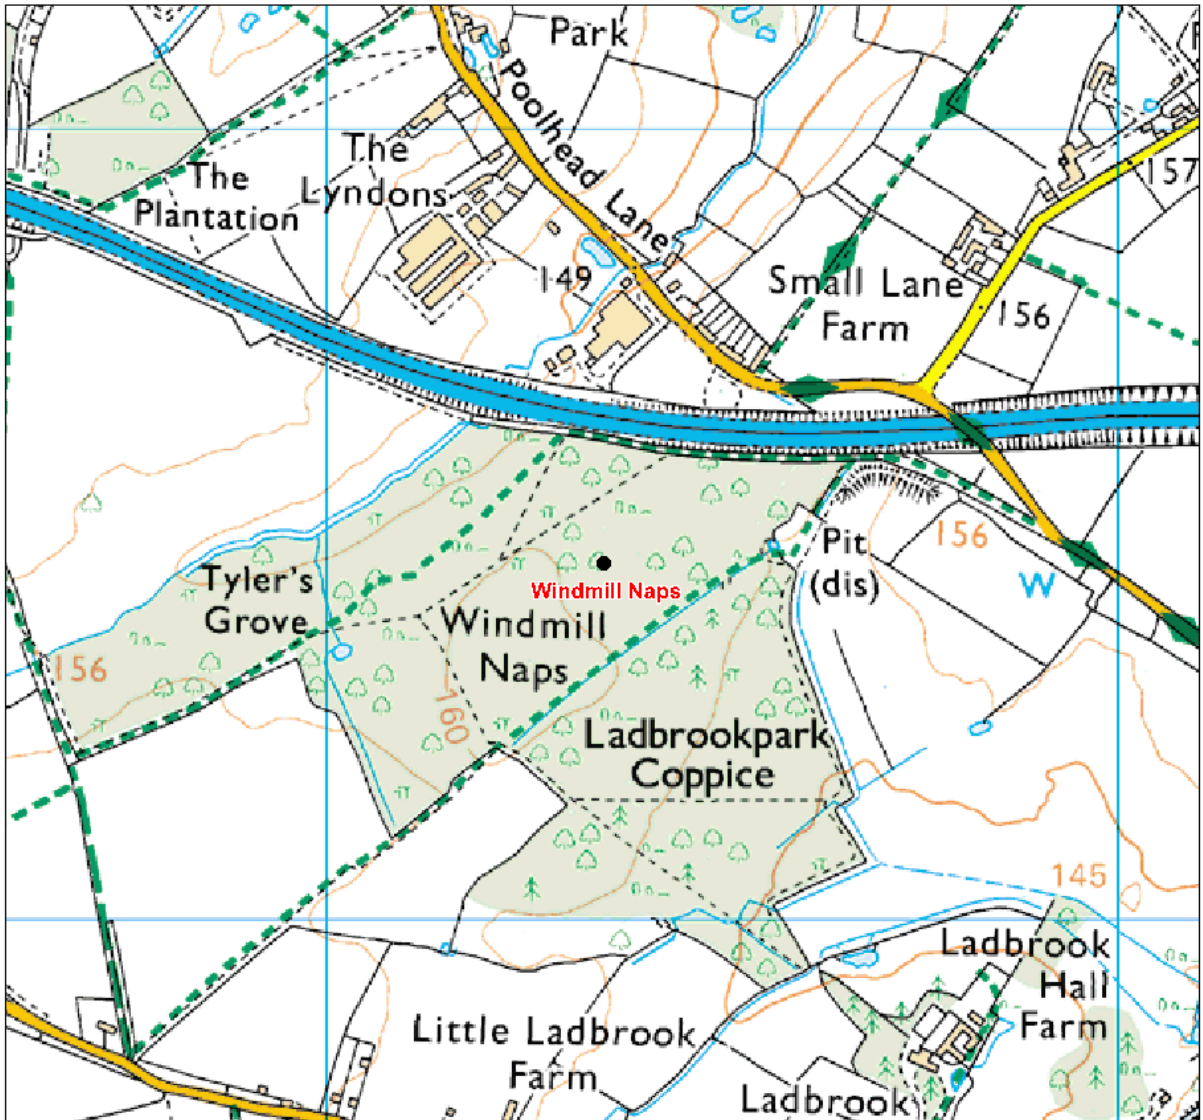 Park
Poolhead Lane
The
Lyndons
The
Plantation
157
149
Small Lane
Farm
156
Tyler's
Grove
Windmill Naps
Windmill
Naps
Pit
(dis)
156
W
156
160
Ladbrookpark
Coppice
145
Ladbrook
Hall
Farm
Little Ladbrook
Farm
Ladbrook